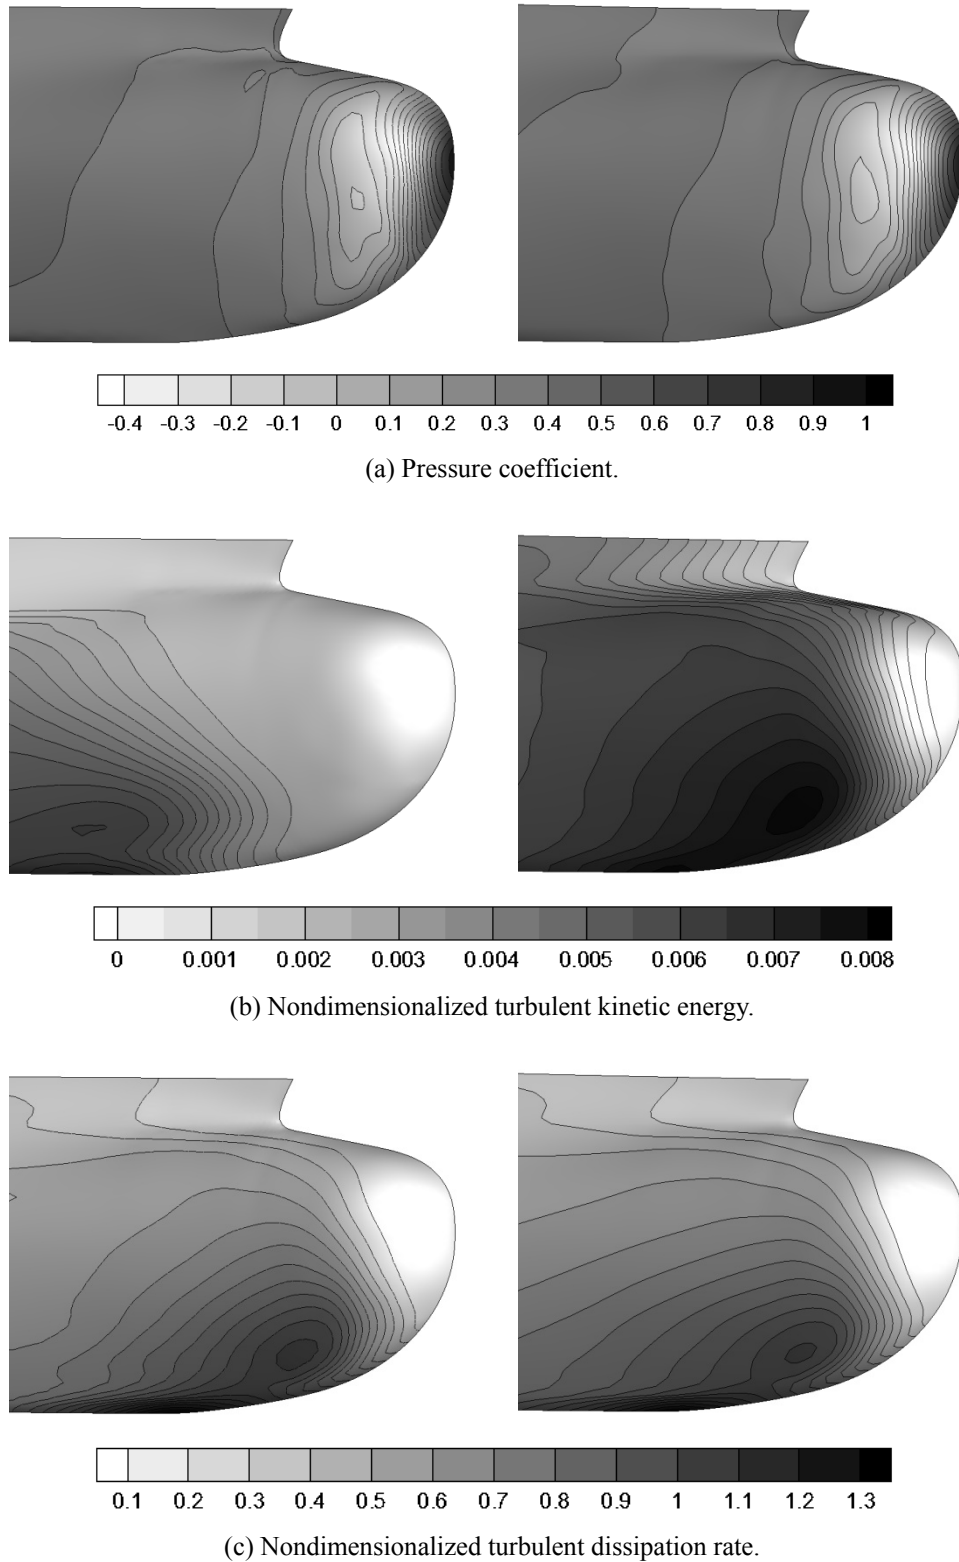 -0.4 -0.3 -0.2 -0.1 0 0.1 0.2 0.3 0.4 0.5 0.6 0.7 0.8 0.9 1
(a) Pressure coefficient.
0 0.001 0.002 0.003 0.004 0.005 0.006 0.007 0.008
(b) Nondimensionalized turbulent kinetic energy.
0.1 0.2 0.3 0.4 0.5 0.6 0.7 0.8 0.9 1 1.1 1.2 1.3
(c) Nondimensionalized turbulent dissipation rate.